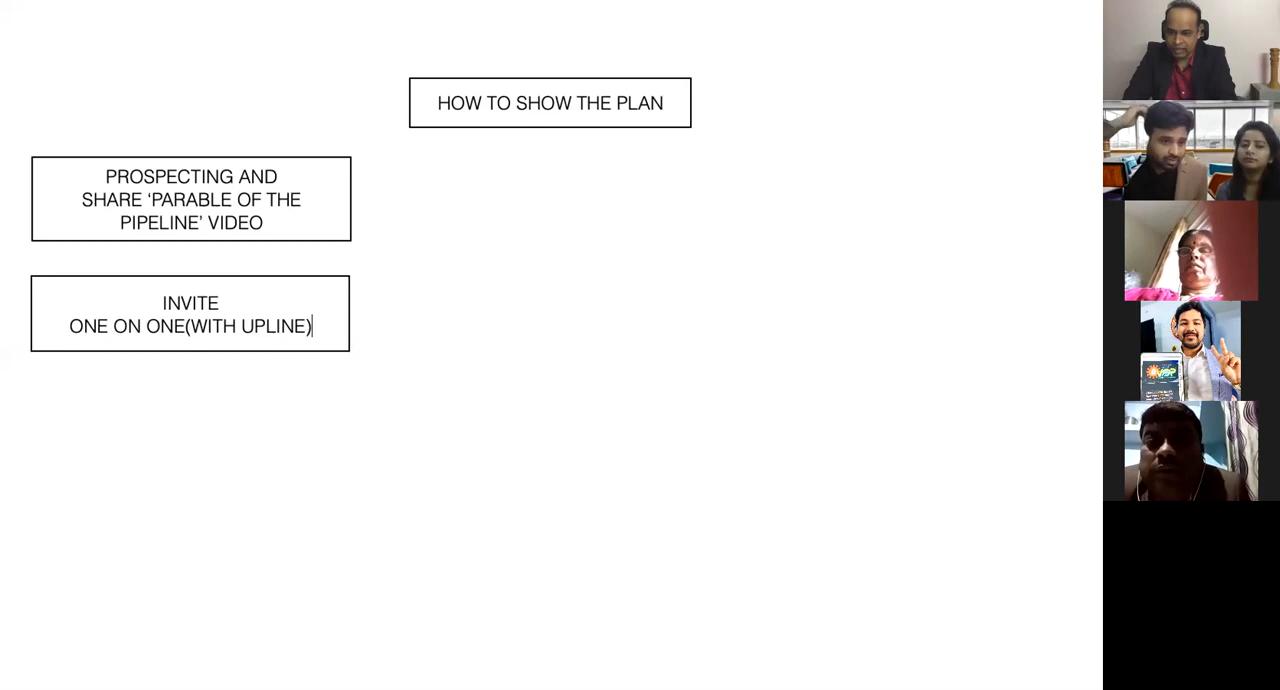 HOW TO SHOW THE PLAN
PROSPECTING AND
SHARE ‘PARABLE OF THE
PIPELINE’ VIDEO
INVITE
ONE ON ONE(WITH UPLINE)